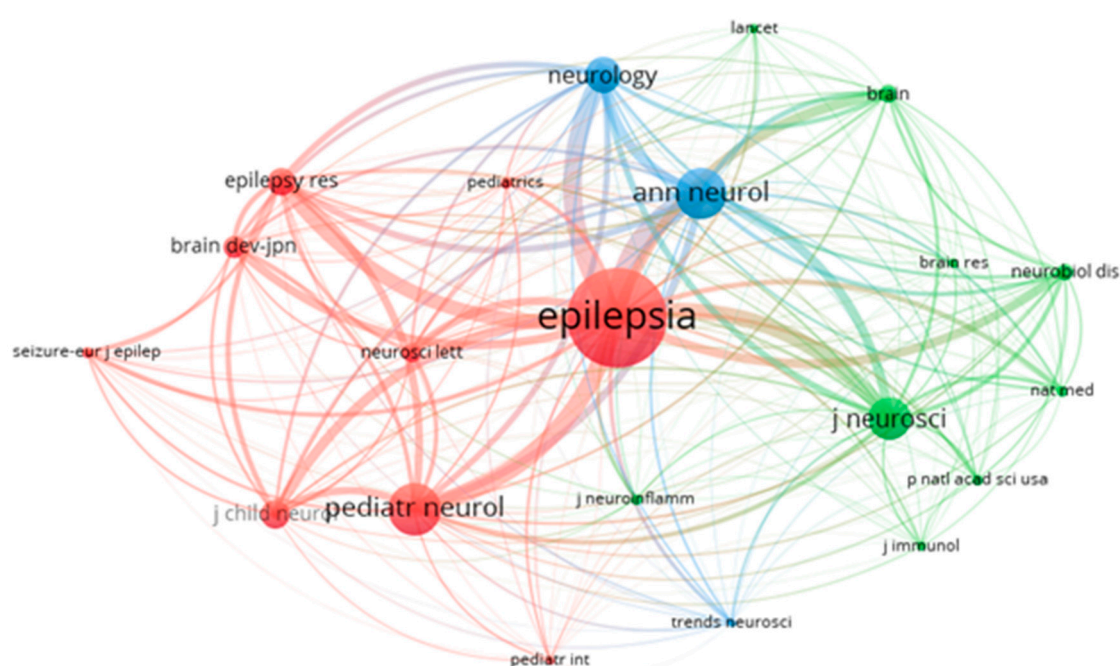 lancet
neurology
brain
epilepsy res
pediatrics
ann neurol
brain dev-jpn
brain res
neurobiol dis
epilepsia
seizure-eur j epilep
neurosci lett
nat med
j neurosci
p natl acad sci usa
j neuroinflamm
pediatr neurol
j child neurol
j immunol
trends neurosci
pediatr int